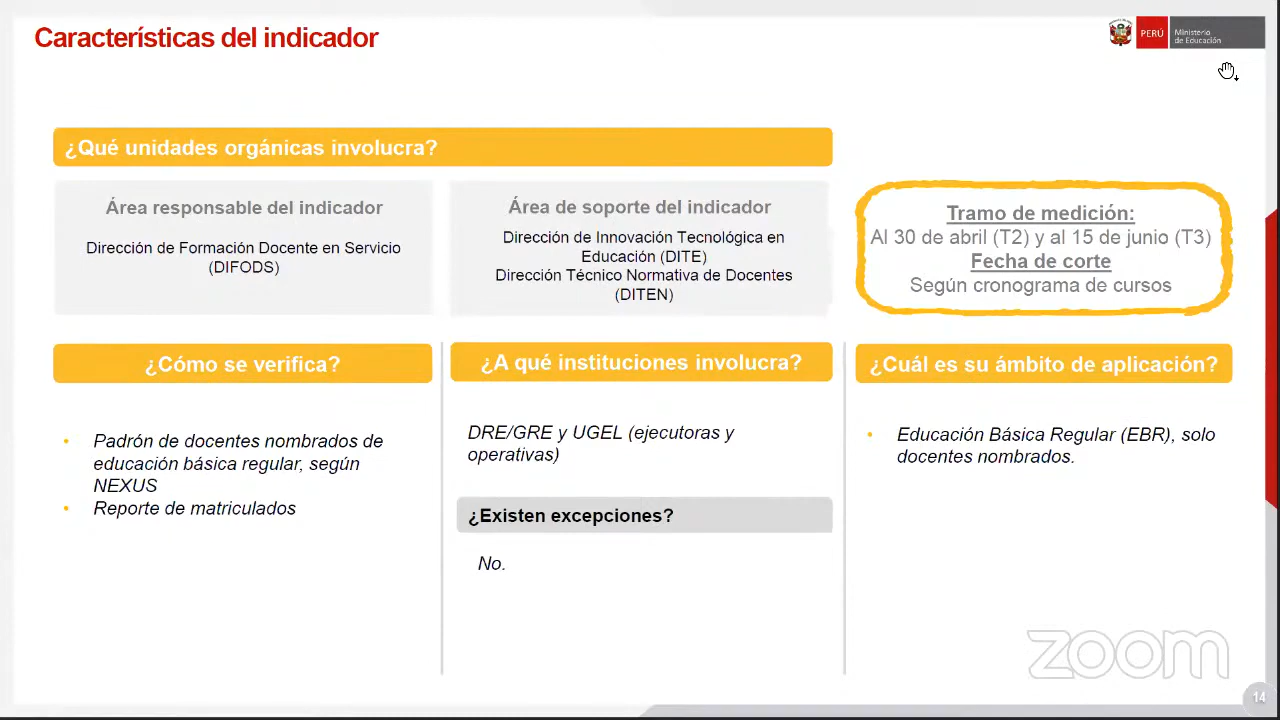 Características del indicador
PERÚ
Ministerio
de Educación
¿Qué unidades orgánicas involucra?
Área responsable del indicador
Dirección de Formación Docente en Servicio
(DIFODS)
Área de soporte del indicador
Dirección de Innovación Tecnológica en
Educación (DITE)
Dirección Técnico Normativa de Docentes
(DITEN)
Tramo de medición:
Al 30 de abril (T2) y al 15 de junio (T3)
Fecha de corte
Según cronograma de cursos
¿Cómo se verifica?
• Padrón de docentes nombrados de
educación básica regular, según
NEXUS
• Reporte de matriculados
¿A qué instituciones involucra?
DRE/GRE y UGEL (ejecutoras y
operativas)
¿Existen excepciones?
No.
¿Cuál es su ámbito de aplicación?
• Educación Básica Regular (EBR), solo
docentes nombrados.
zoom
14